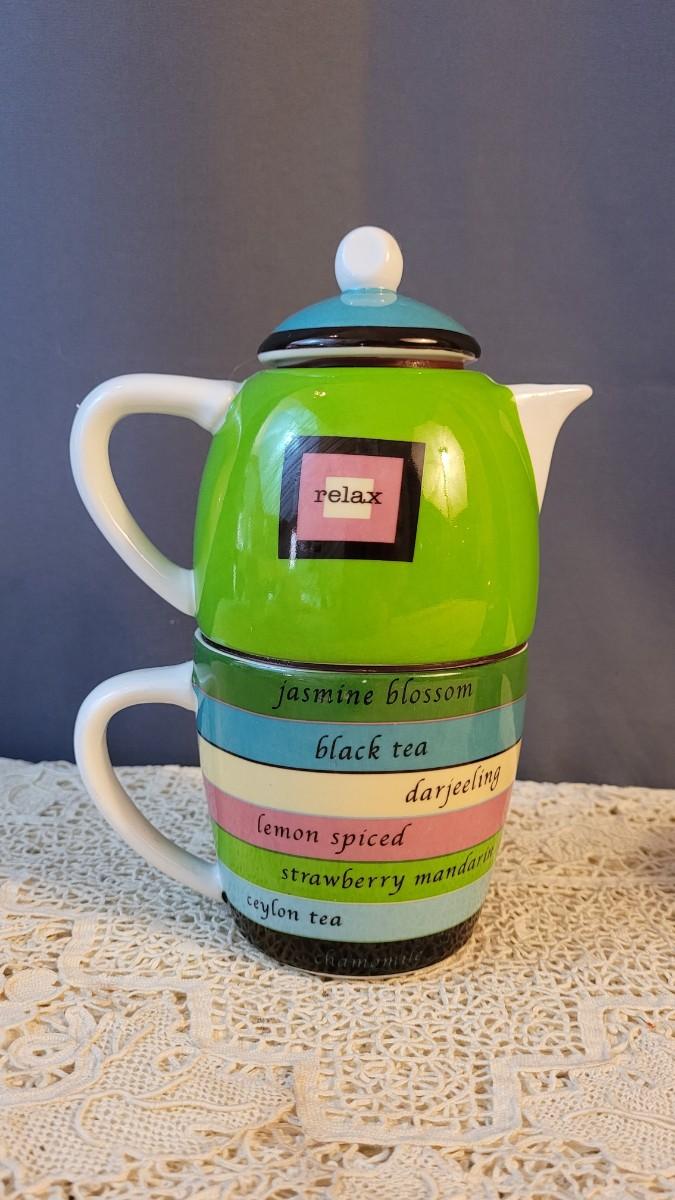 relax
jasmine blossom
black tea
darjeeling
lemon spiced
strawberry mandarin
ceylon tea
chamomile